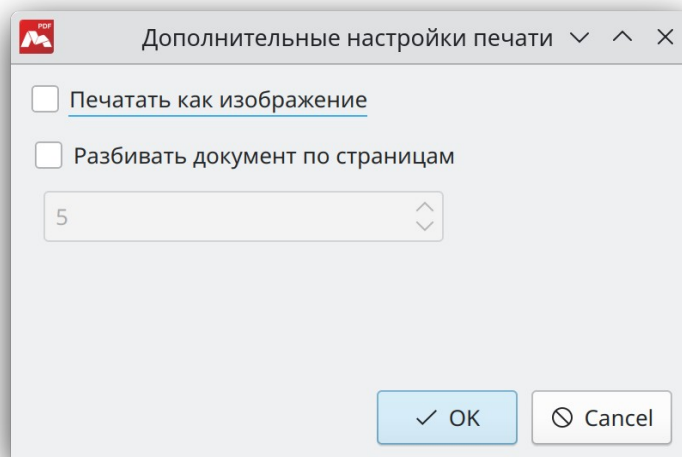 PDF
Дополнительные настройки печати
Печатать как изображение
Разбивать документ по страницам
5
OK
Cancel